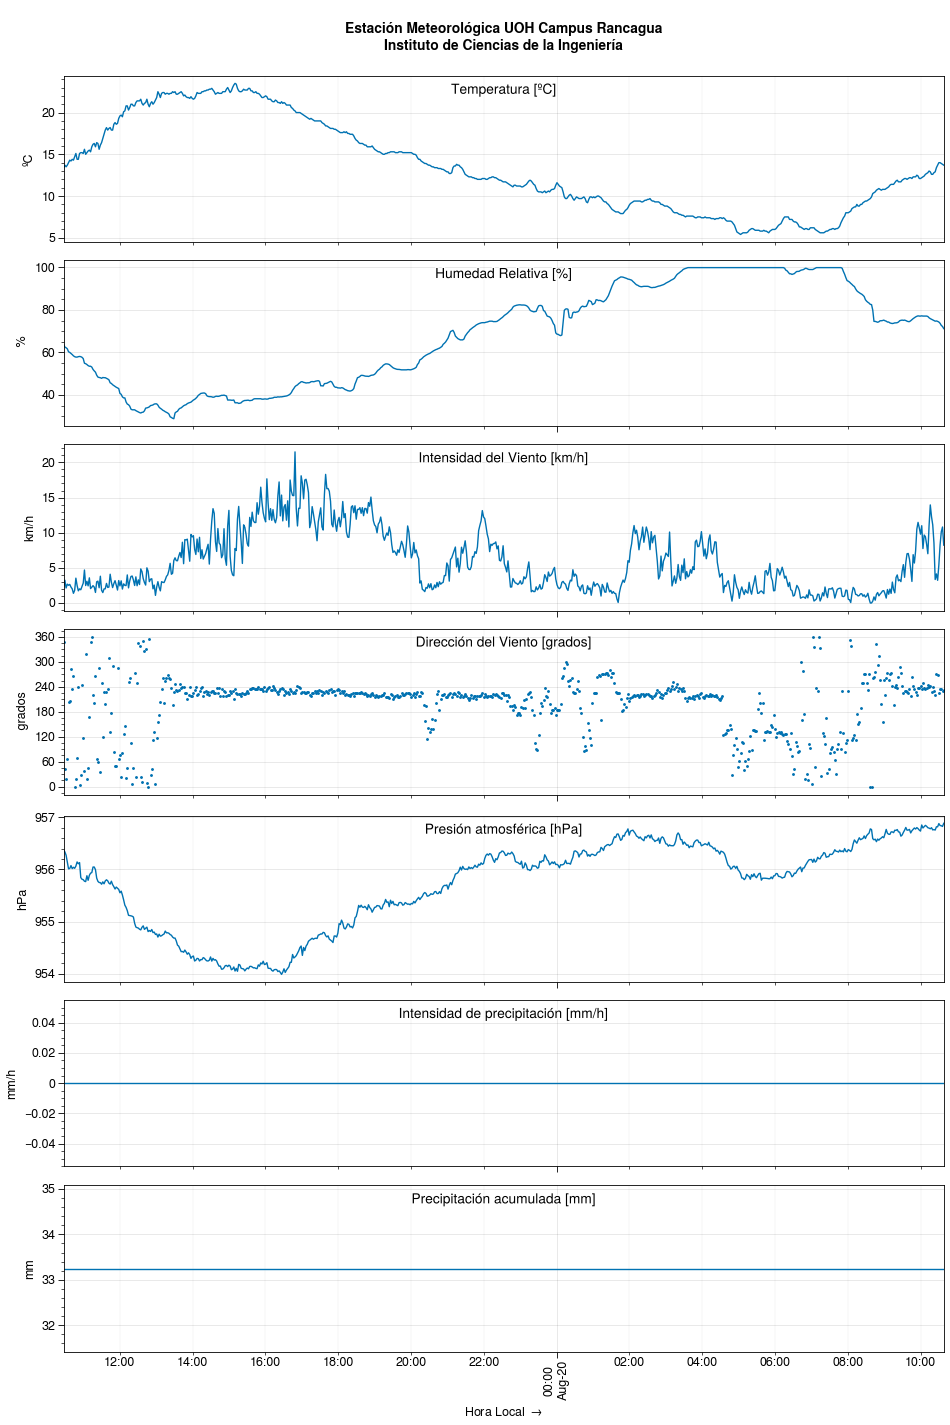 Estación Meteorológica UOH Campus Rancagua
Instituto de Ciencias de la Ingeniería
Temperatura [ºC]
ºC
20
15
10
5
Humedad Relativa [%]
%
100
80
60
40
Intensidad del Viento [km/h]
km/h
20
15
10
5
0
Dirección del Viento [grados]
grados
360
300
240
180
120
60
0
Presión atmosférica [hPa]
hPa
957
956
955
954
Intensidad de precipitación [mm/h]
mm/h
0.04
0.02
0
−0.02
−0.04
Precipitación acumulada [mm]
mm
35
34
33
32
12:00
14:00
16:00
18:00
20:00
22:00
00:00
Aug-20
02:00
04:00
06:00
08:00
10:00
Hora Local →